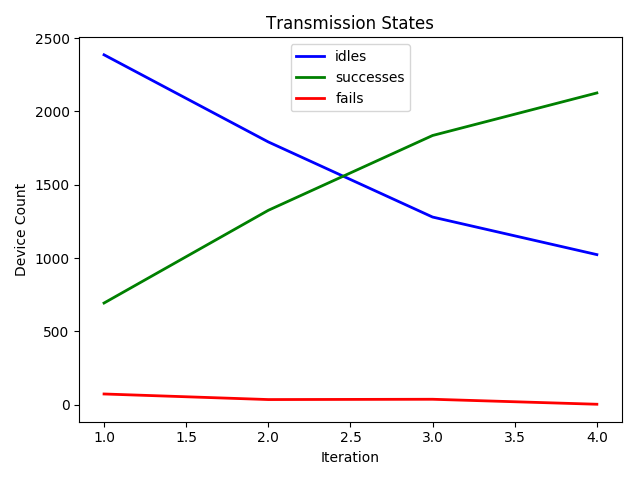 Transmission States
idles
successes
fails
Device Count
2500
2000
1500
1000
500
0
1.0 1.5 2.0 2.5 3.0 3.5 4.0
Iteration